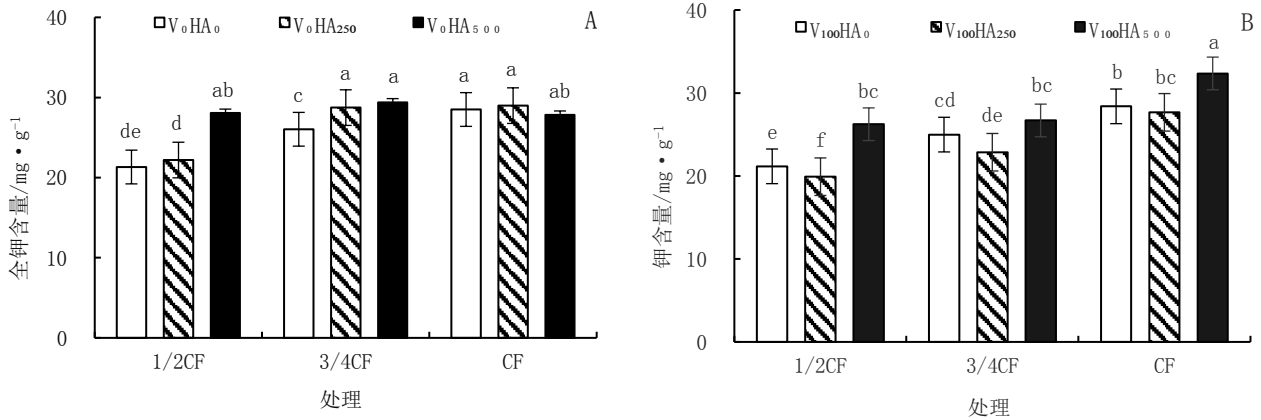 40
30
20
10
0
全钾含量/mg·g⁻¹
V₀HA₀ V₀HA₂₅₀ V₀HA₅₀₀
A
de d ab c a a a a ab
1/2CF 3/4CF CF
处理
40
30
20
10
0
钾含量/mg·g⁻¹
V₁₀₀HA₀ V₁₀₀HA₂₅₀ V₁₀₀HA₅₀₀
B
e f bc cd de bc b bc a
1/2CF 3/4CF CF
处理